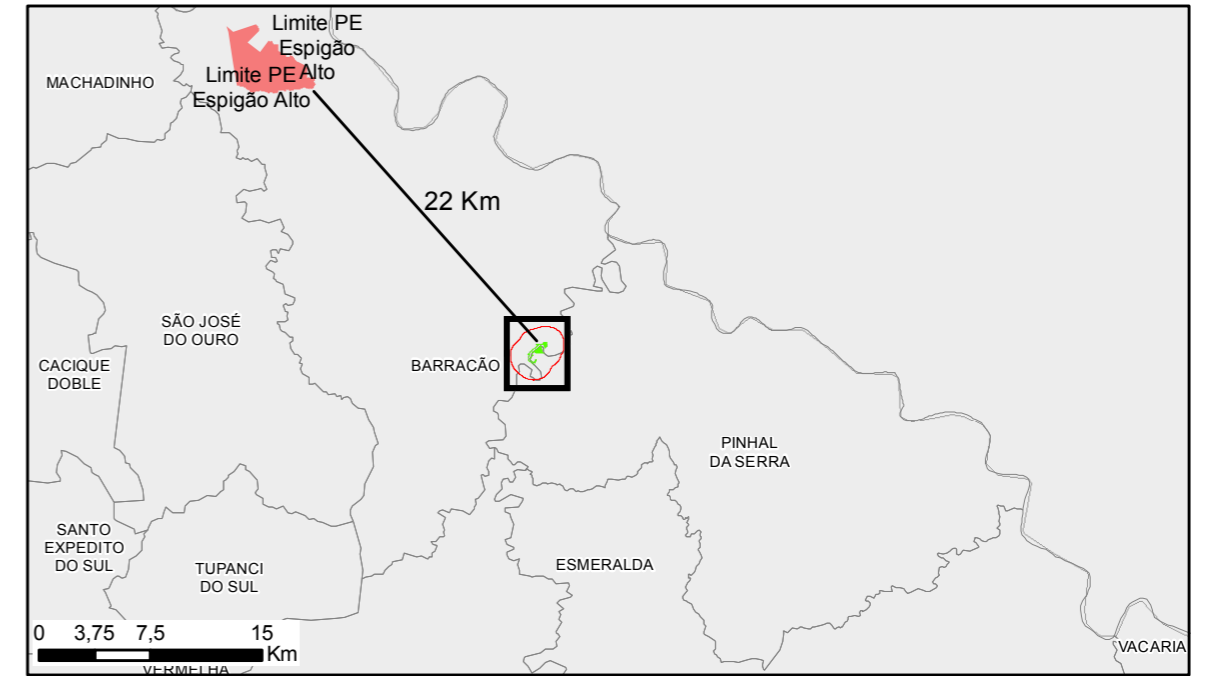 Limite PE
Espigão
Alto
Limite PE
Espigão Alto
MACHADINHO
22 Km
SÃO JOSÉ
DO OURO
CACIQUE
DOBLE
BARRACÃO
PINHAL
DA SERRA
SANTO
EXPEDITO
DO SUL
TUPANCI
DO SUL
ESMERALDA
0 3,75 7,5 15
Km
VACARIA
VERMELHA